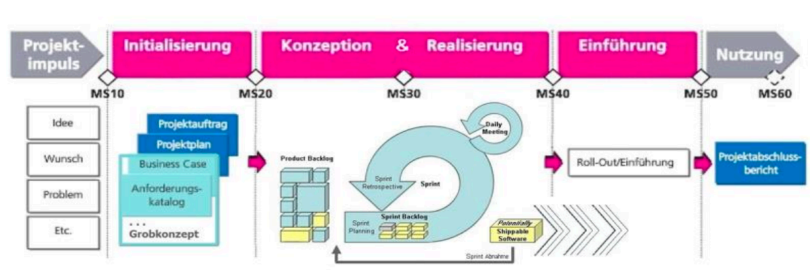 Projekt-
impuls
Initialisierung
Konzeption & Realisierung
Einführung
Nutzung
MS10
MS20
MS30
MS40
MS50
MS60
Idee
Wunsch
Problem
Etc.
Projektauftrag
Projektplan
Business Case
Anforderungs-
katalog
...
Grobkonzept
Product Backlog
Daily
Meeting
Sprint
Retrospective
Sprint
Sprint Backlog
Sprint
Planning
Potentially
Shippable
Software
Sprint Abnahme
Roll-Out/Einführung
Projektabschluss-
bericht